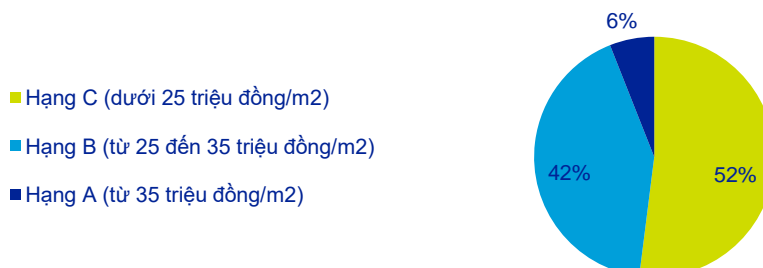 6%
Hạng C (dưới 25 triệu đồng/m2)
Hạng B (từ 25 đến 35 triệu đồng/m2)
42%
52%
Hạng A (từ 35 triệu đồng/m2)